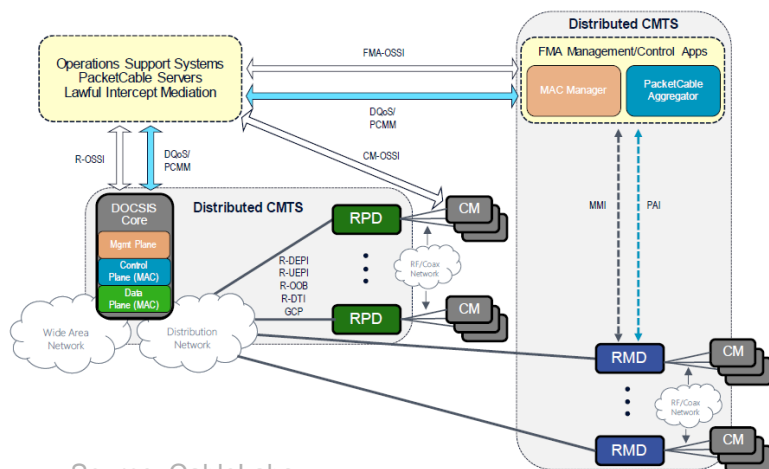 Distributed CMTS
Operations Support Systems
PacketCable Servers
Lawful Intercept Mediation
FMA-OSSI
FMA Management/Control Apps
MAC Manager
PacketCable
Aggregator
DQoS/
PCMM
R-OSSI
DQoS/
PCMM
CM-OSSI
MMI
PAI
DOCSIS
Core
Mgmt Plane
Control
Plane (MAC)
Data
Plane (MAC)
Distributed CMTS
RPD
CM
R-DEPI
R-UEPI
R-OOB
R-DTI
GCP
RF/Coax
Network
RPD
CM
Wide Area
Network
Distribution
Network
RMD
CM
RF/Coax
Network
RMD
CM